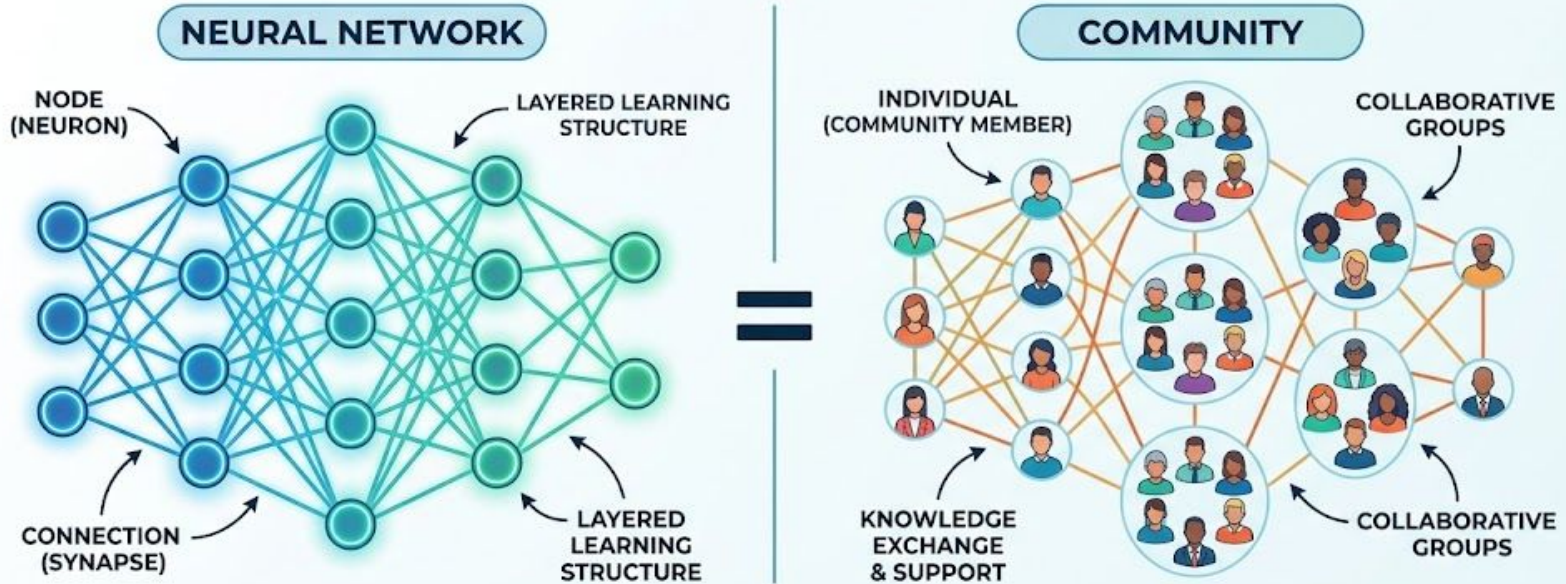 NEURAL NETWORK
NODE
(NEURON)
LAYERED LEARNING
STRUCTURE
CONNECTION
(SYNAPSE)
LAYERED
LEARNING
STRUCTURE
=
COMMUNITY
INDIVIDUAL
(COMMUNITY MEMBER)
COLLABORATIVE
GROUPS
KNOWLEDGE
EXCHANGE
& SUPPORT
COLLABORATIVE
GROUPS